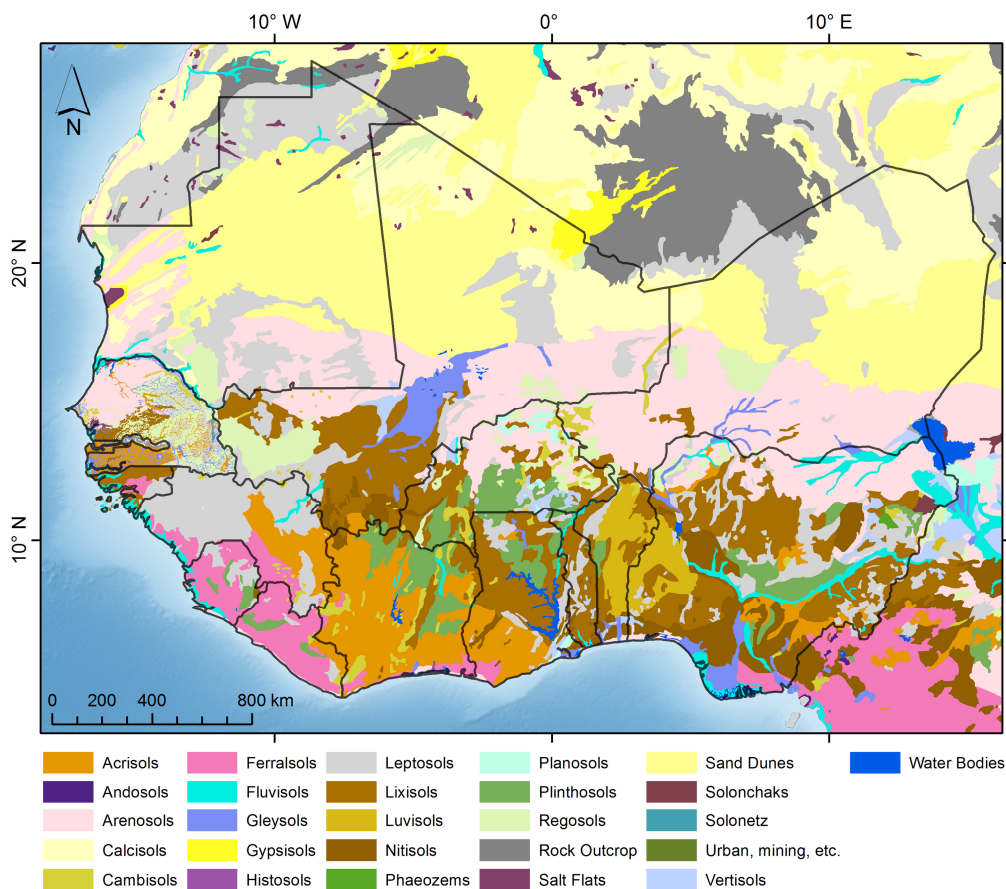 10° W 0° 10° E
N
20° N
10° N
0 200 400 800 km
Acrisols Ferralsols Leptosols Planosols Sand Dunes Water Bodies
Andosols Fluvisols Lixisols Plinthosols Solonchaks
Arenosols Gleysols Luvisols Regosols Solonetz
Calcisols Gypsisols Nitisols Rock Outcrop Urban, mining, etc.
Cambisols Histosols Phaeozems Salt Flats Vertisols